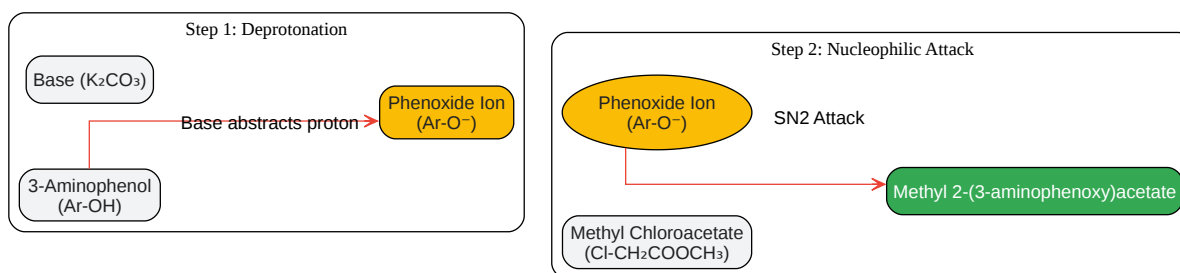 Step 1: Deprotonation
Base (K₂CO₃)
Base abstracts proton
Phenoxide Ion
(Ar-O⁻)
3-Aminophenol
(Ar-OH)
Step 2: Nucleophilic Attack
Phenoxide Ion
(Ar-O⁻)
SN2 Attack
Methyl 2-(3-aminophenoxy)acetate
Methyl Chloroacetate
(Cl-CH₂COOCH₃)